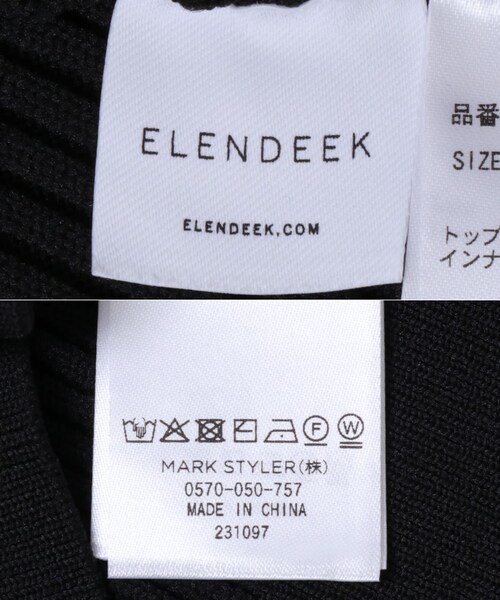 ELENDEEK
ELENDEEK.COM
品番
SIZE
トップ
インナ
F W
MARK STYLER(株)
0570-050-757
MADE IN CHINA
231097